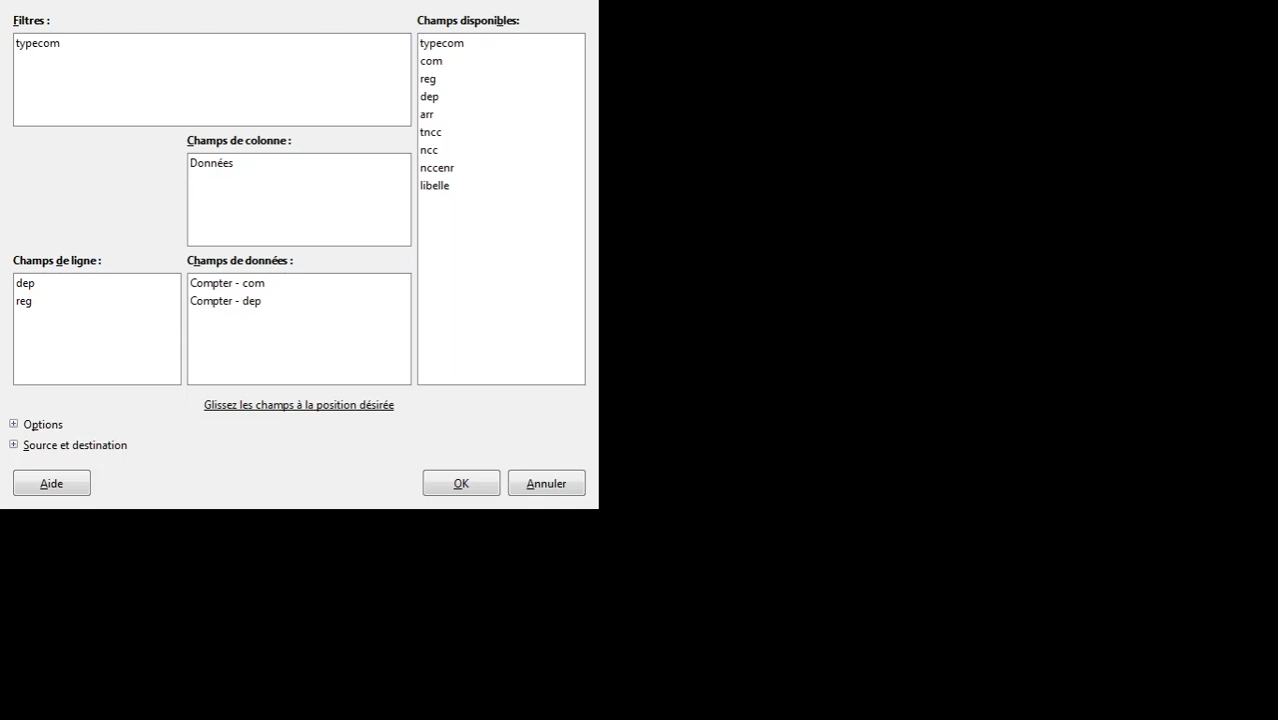 Filtres :
typecom
Champs disponibles:
typecom
com
reg
dep
arr
tncc
ncc
nccenr
libelle
Champs de colonne :
Données
Champs de ligne :
dep
reg
Champs de données :
Compter - com
Compter - dep
Glissez les champs à la position désirée
Options
Source et destination
Aide
OK
Annuler